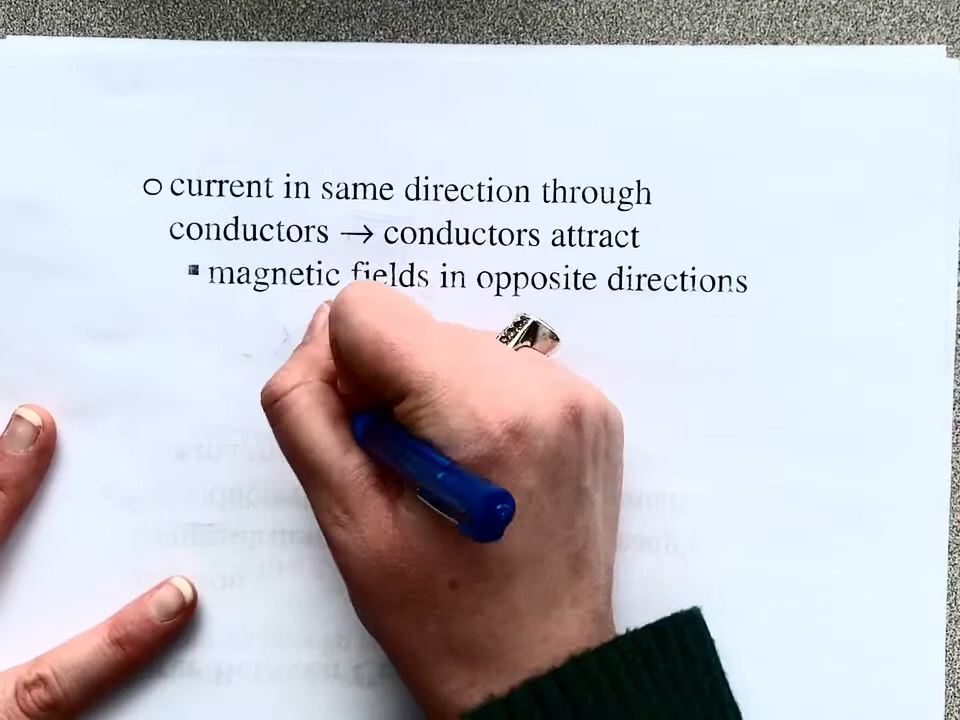 ○ current in same direction through
conductors → conductors attract
▪ magnetic fields in opposite directions